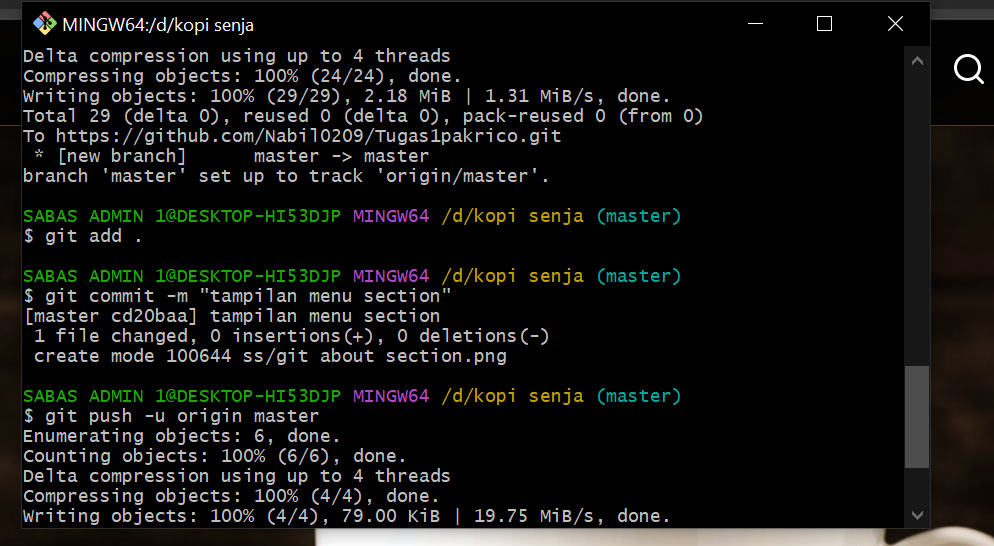 MINGW64:/d/kopi senja
Delta compression using up to 4 threads
Compressing objects: 100% (24/24), done.
Writing objects: 100% (29/29), 2.18 MiB | 1.31 MiB/s, done.
Total 29 (delta 0), reused 0 (delta 0), pack-reused 0 (from 0)
To https://github.com/Nabil0209/Tugas1pakrico.git
 * [new branch]      master -> master
branch 'master' set up to track 'origin/master'.
SABAS ADMIN 1@DESKTOP-HI53DJP MINGW64 /d/kopi senja (master)
$ git add .
SABAS ADMIN 1@DESKTOP-HI53DJP MINGW64 /d/kopi senja (master)
$ git commit -m "tampilan menu section"
[master cd20baa] tampilan menu section
 1 file changed, 0 insertions(+), 0 deletions(-)
 create mode 100644 ss/git about section.png
SABAS ADMIN 1@DESKTOP-HI53DJP MINGW64 /d/kopi senja (master)
$ git push -u origin master
Enumerating objects: 6, done.
Counting objects: 100% (6/6), done.
Delta compression using up to 4 threads
Compressing objects: 100% (4/4), done.
Writing objects: 100% (4/4), 79.00 KiB | 19.75 MiB/s, done.